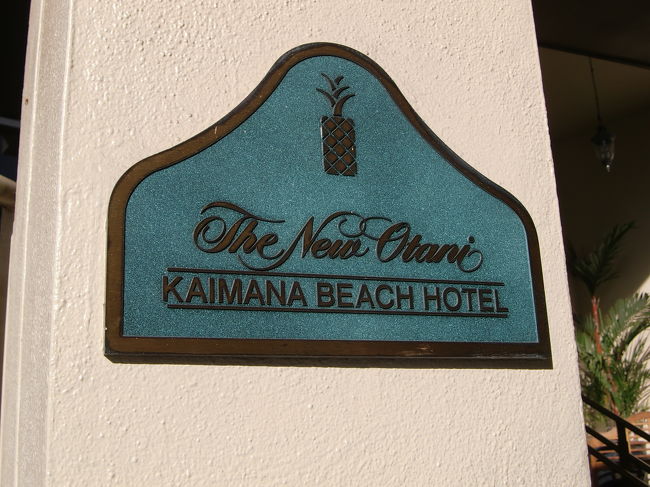 The New Otani
KAIMANA BEACH HOTEL